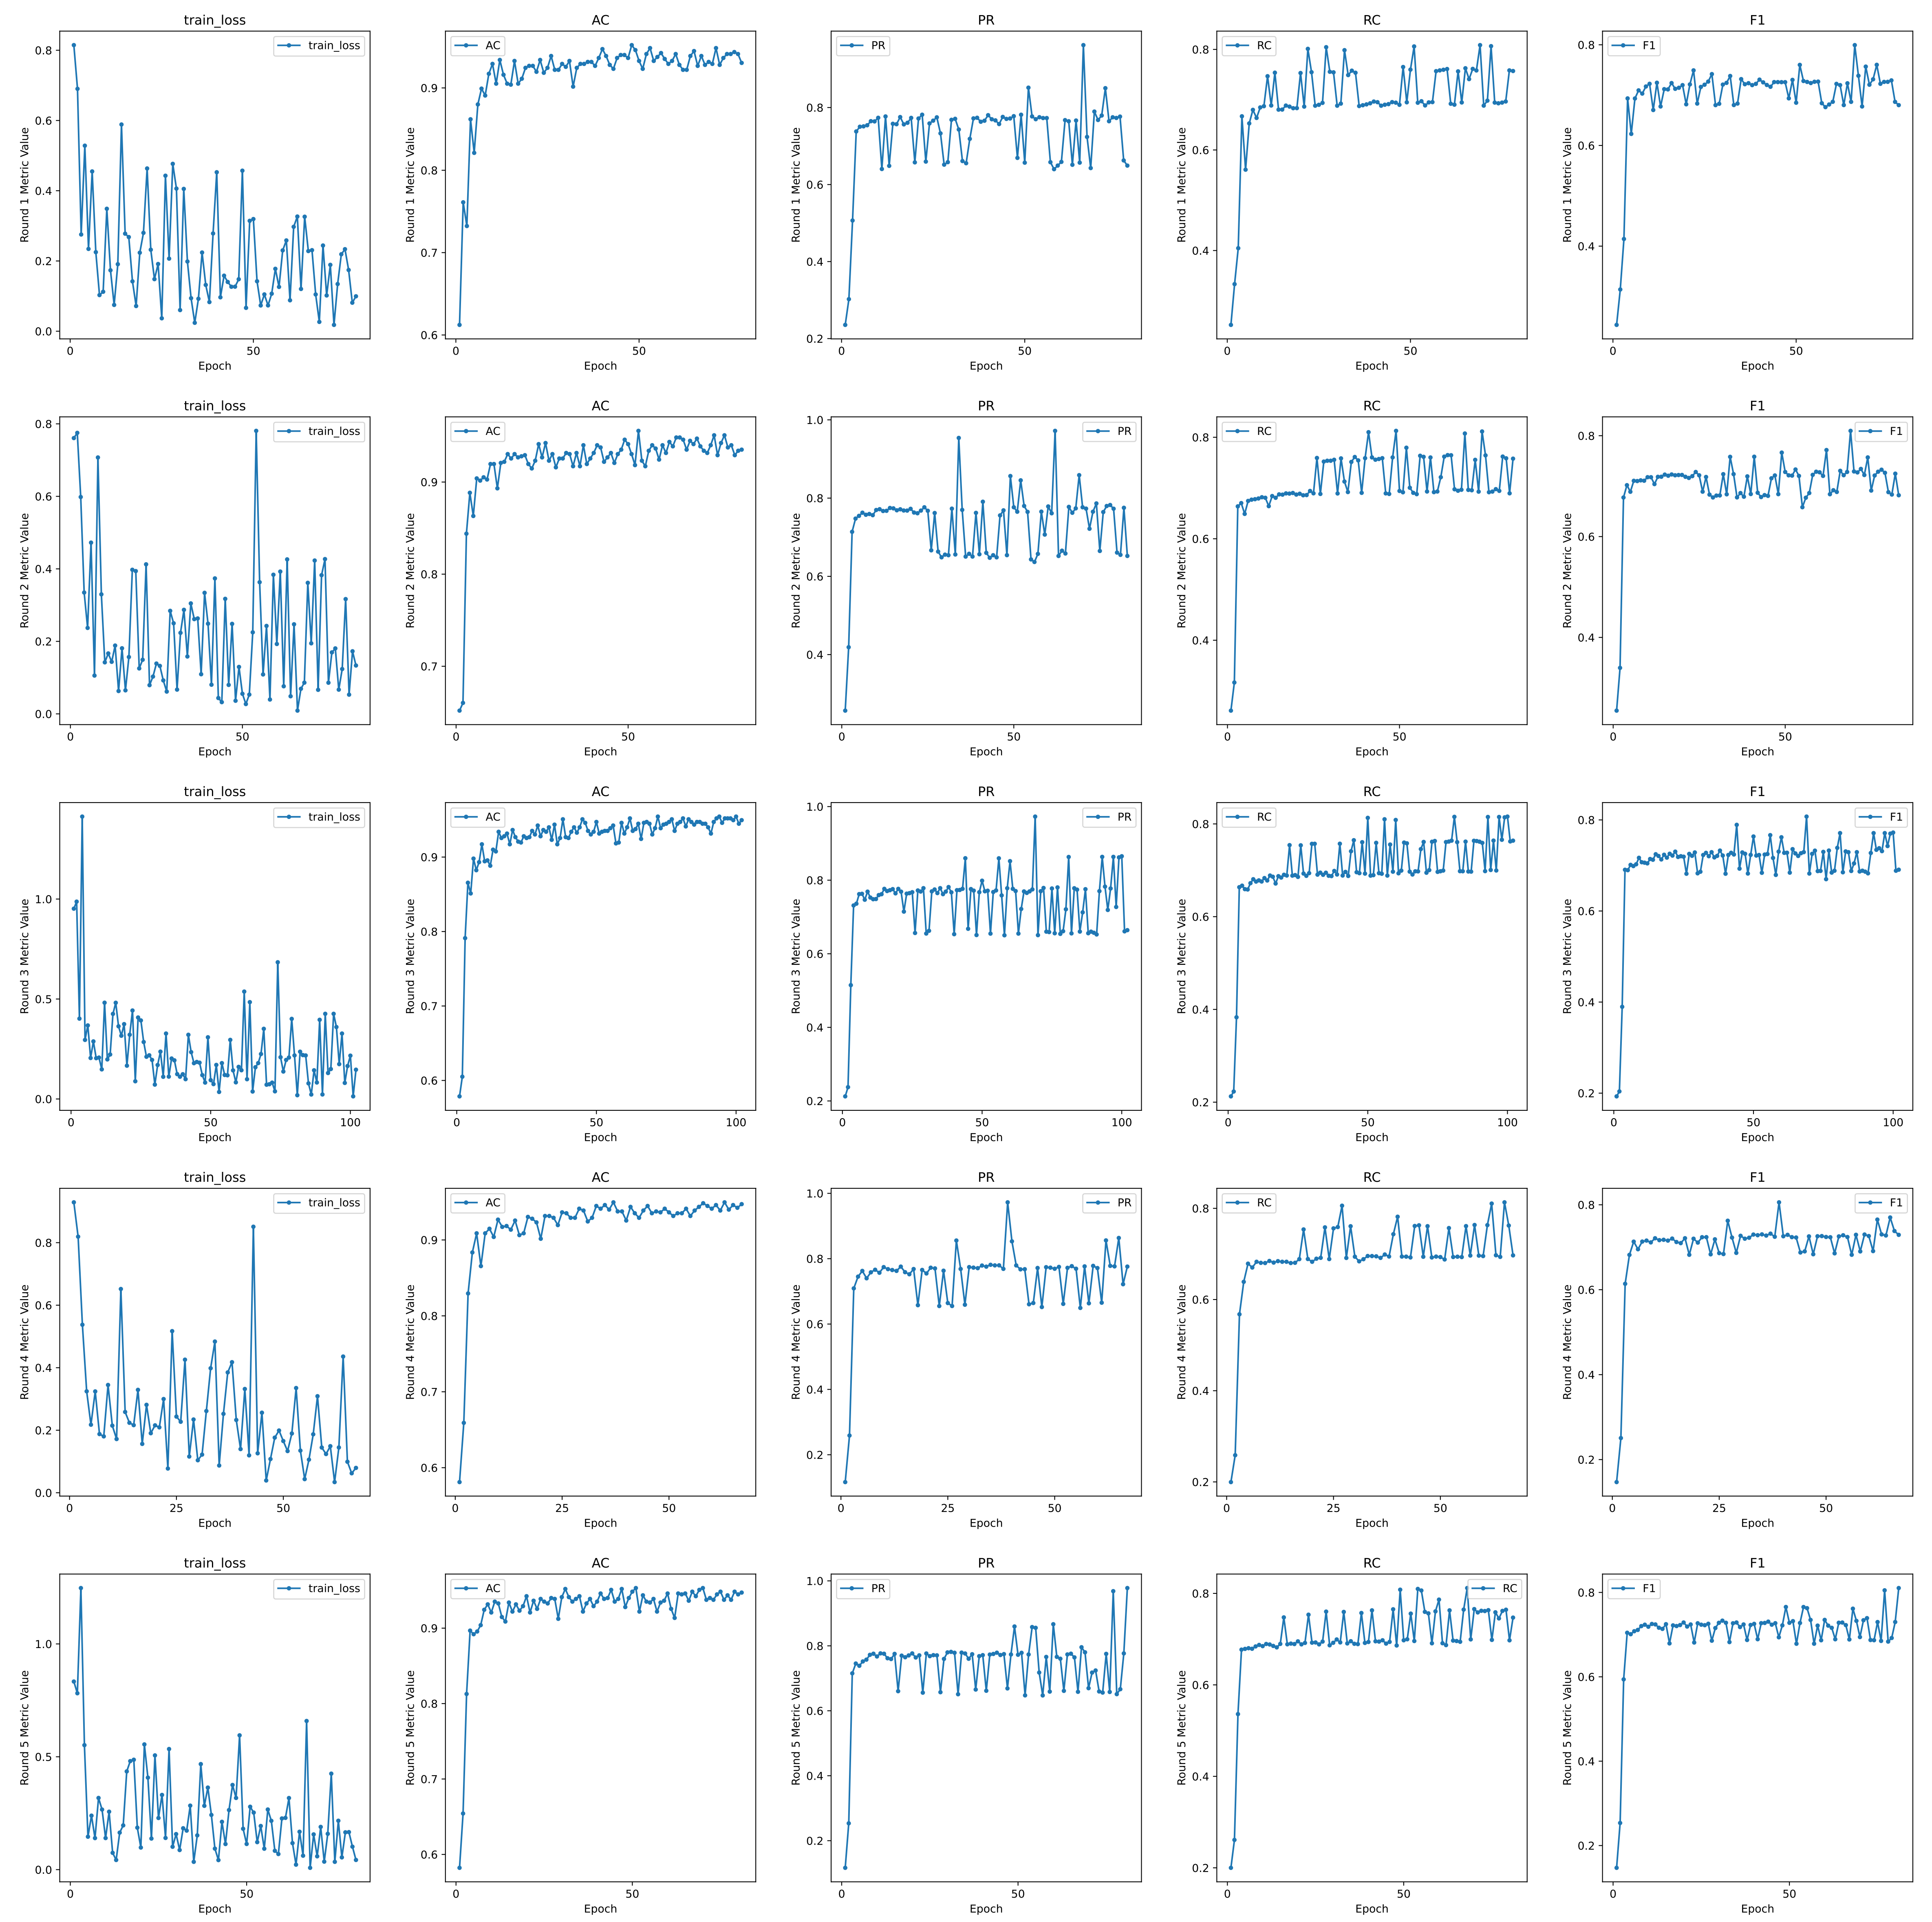 train_loss
train_loss
Round 1 Metric Value
0.8
0.6
0.4
0.2
0.0
0 50
Epoch
AC
AC
Round 1 Metric Value
0.9
0.8
0.7
0.6
0 50
Epoch
PR
PR
Round 1 Metric Value
0.8
0.6
0.4
0.2
0 50
Epoch
RC
RC
Round 1 Metric Value
0.8
0.6
0.4
0 50
Epoch
F1
F1
Round 1 Metric Value
0.8
0.6
0.4
0 50
Epoch
train_loss
train_loss
Round 2 Metric Value
0.8
0.6
0.4
0.2
0.0
0 50
Epoch
AC
AC
Round 2 Metric Value
0.9
0.8
0.7
0 50
Epoch
PR
PR
Round 2 Metric Value
1.0
0.8
0.6
0.4
0 50
Epoch
RC
RC
Round 2 Metric Value
0.8
0.6
0.4
0 50
Epoch
F1
F1
Round 2 Metric Value
0.8
0.6
0.4
0 50
Epoch
train_loss
train_loss
Round 3 Metric Value
1.0
0.5
0.0
0 50 100
Epoch
AC
AC
Round 3 Metric Value
0.9
0.8
0.7
0.6
0 50 100
Epoch
PR
PR
Round 3 Metric Value
1.0
0.8
0.6
0.4
0.2
0 50 100
Epoch
RC
RC
Round 3 Metric Value
0.8
0.6
0.4
0.2
0 50 100
Epoch
F1
F1
Round 3 Metric Value
0.8
0.6
0.4
0.2
0 50 100
Epoch
train_loss
train_loss
Round 4 Metric Value
0.8
0.6
0.4
0.2
0.0
0 25 50
Epoch
AC
AC
Round 4 Metric Value
0.9
0.8
0.7
0.6
0 25 50
Epoch
PR
PR
Round 4 Metric Value
1.0
0.8
0.6
0.4
0.2
0 50
Epoch
RC
RC
Round 4 Metric Value
0.8
0.6
0.4
0.2
0 25 50
Epoch
F1
F1
Round 4 Metric Value
0.8
0.6
0.4
0.2
0 25 50
Epoch
train_loss
train_loss
Round 5 Metric Value
1.0
0.5
0.0
0 50
Epoch
AC
AC
Round 5 Metric Value
0.9
0.8
0.7
0.6
0 50
Epoch
PR
PR
Round 5 Metric Value
1.0
0.8
0.6
0.4
0.2
0 50
Epoch
RC
RC
Round 5 Metric Value
0.8
0.6
0.4
0.2
0 50
Epoch
F1
F1
Round 5 Metric Value
0.8
0.6
0.4
0.2
0 50
Epoch